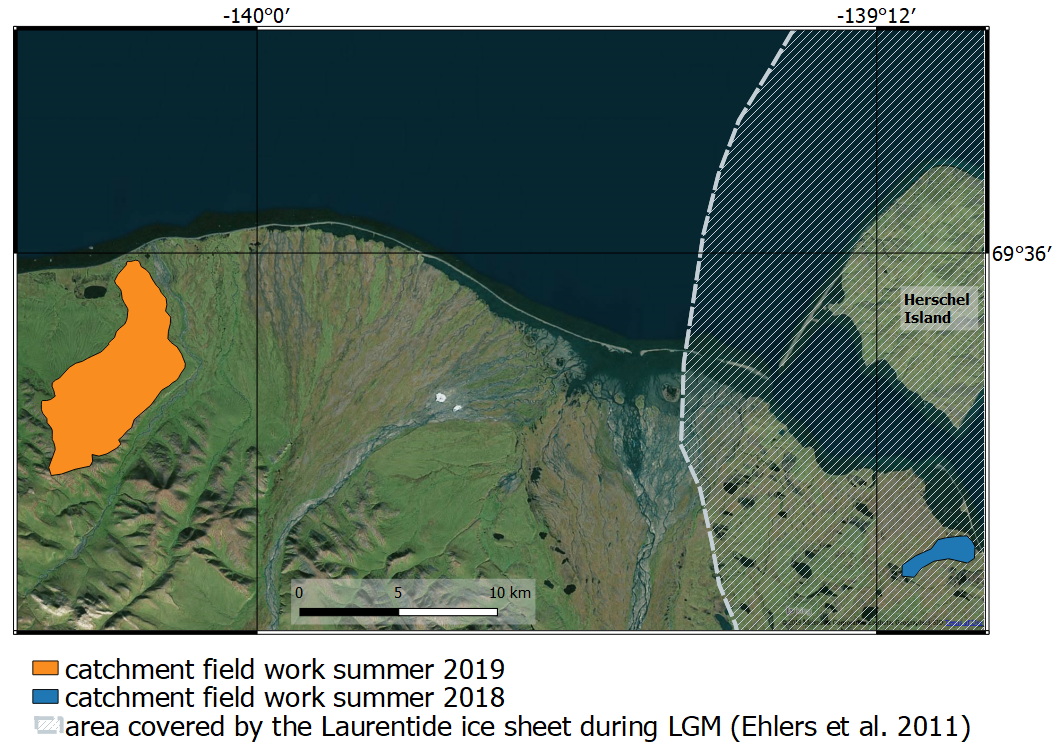 -140°0′ -139°12′
69°36′
Herschel
Island
0 5 10 km
catchment field work summer 2019
catchment field work summer 2018
area covered by the Laurentide ice sheet during LGM (Ehlers et al. 2011)